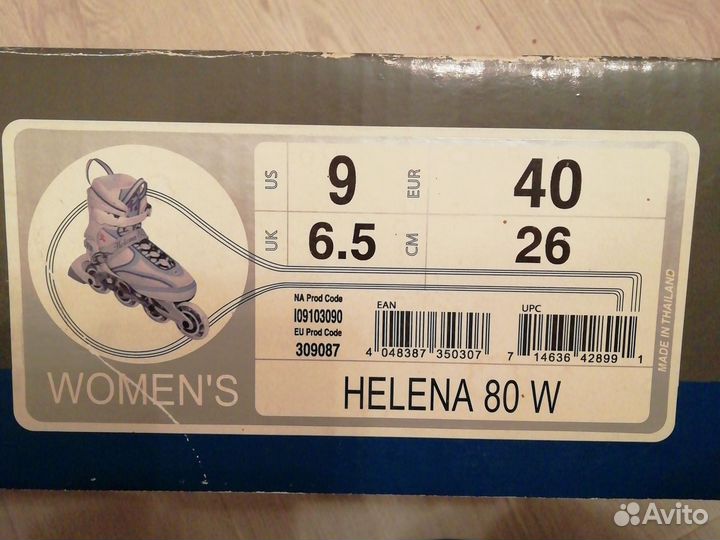 US 9 EUR 40
UK 6.5 CM 26
NA Prod Code
I09103090
EU Prod Code
309087
EAN
4 048387 350307
UPC
7 14636 42899 1
MADE IN THAILAND
WOMEN'S
HELENA 80 W
Avito